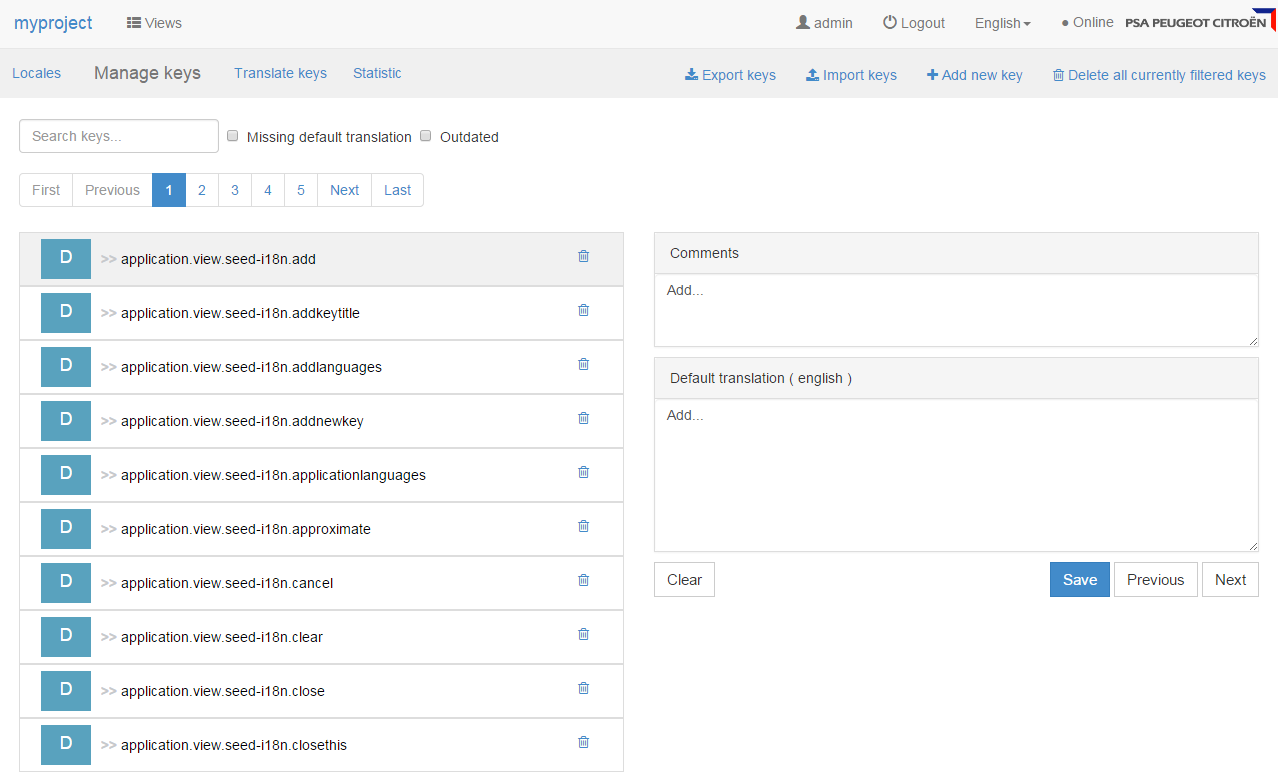 myproject Views admin Logout English ● Online PSA PEUGEOT CITROËN
Locales Manage keys Translate keys Statistic Export keys Import keys Add new key Delete all currently filtered keys
Search keys... Missing default translation Outdated
First Previous 1 2 3 4 5 Next Last
D >> application.view.seed-i18n.add
D >> application.view.seed-i18n.addkeytitle
D >> application.view.seed-i18n.addlanguages
D >> application.view.seed-i18n.addnewkey
D >> application.view.seed-i18n.applicationlanguages
D >> application.view.seed-i18n.approximate
D >> application.view.seed-i18n.cancel
D >> application.view.seed-i18n.clear
D >> application.view.seed-i18n.close
D >> application.view.seed-i18n.closethis
Comments
Add...
Default translation ( english )
Add...
Clear Save Previous Next